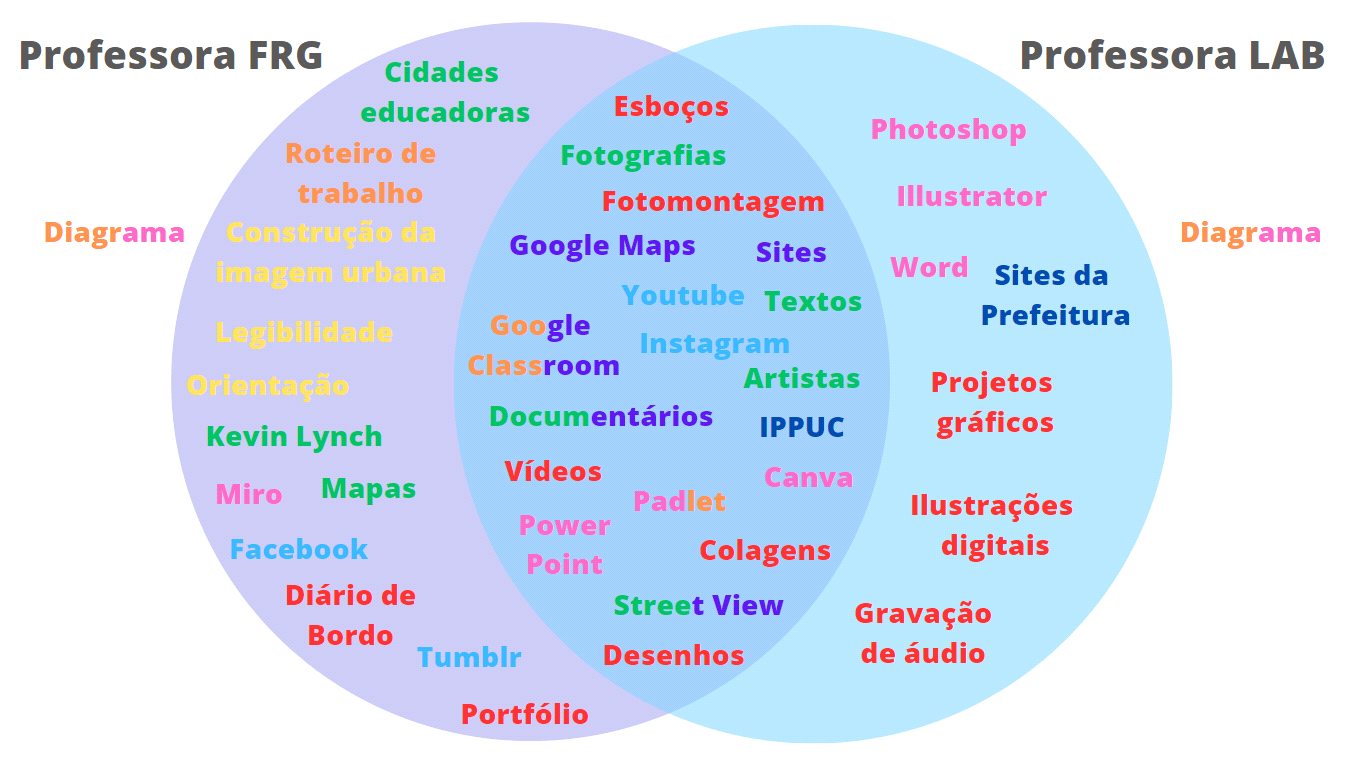 Professora FRG
Professora LAB
Diagrama
Cidades
educadoras
Roteiro de
trabalho
Construção da
imagem urbana
Legibilidade
Orientação
Kevin Lynch
Miro
Mapas
Facebook
Diário de
Bordo
Tumblr
Portfólio
Esboços
Fotografias
Fotomontagem
Google Maps
Sites
Youtube
Textos
Google
Classroom
Instagram
Artistas
Documentários
IPPUC
Vídeos
Canva
Padlet
Power
Point
Colagens
Street View
Desenhos
Photoshop
Illustrator
Word
Sites da
Prefeitura
Projetos
gráficos
Ilustrações
digitais
Gravação
de áudio
Diagrama